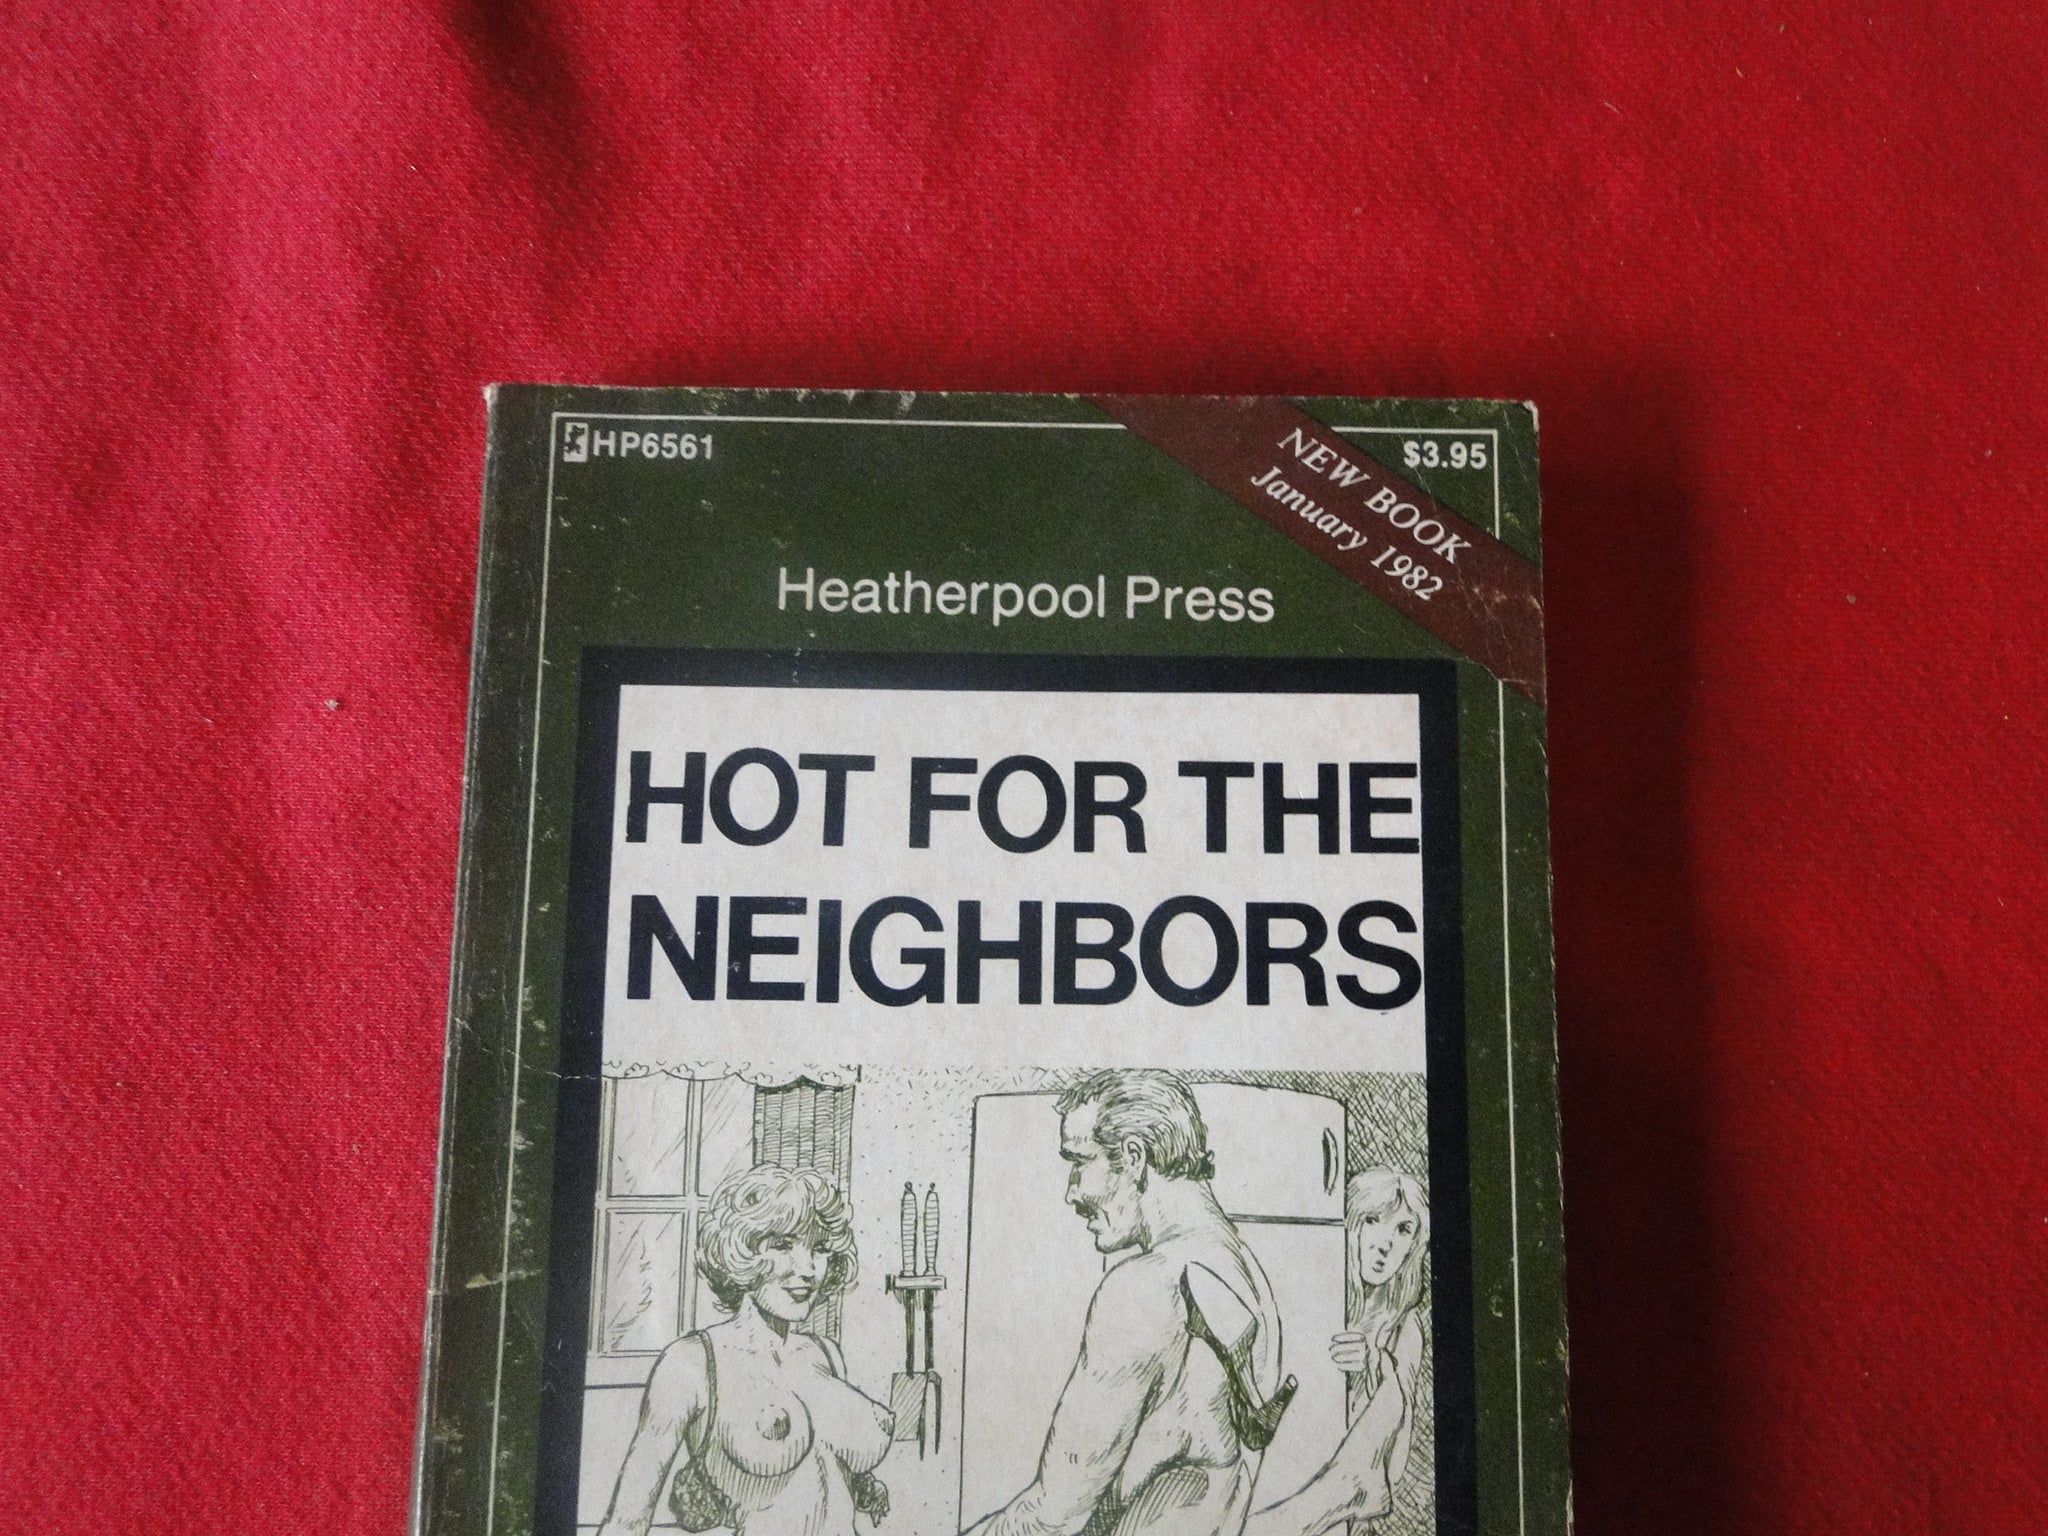 HP6561
$3.95
NEW BOOK
January 1982
Heatherpool Press
HOT FOR THE
NEIGHBORS